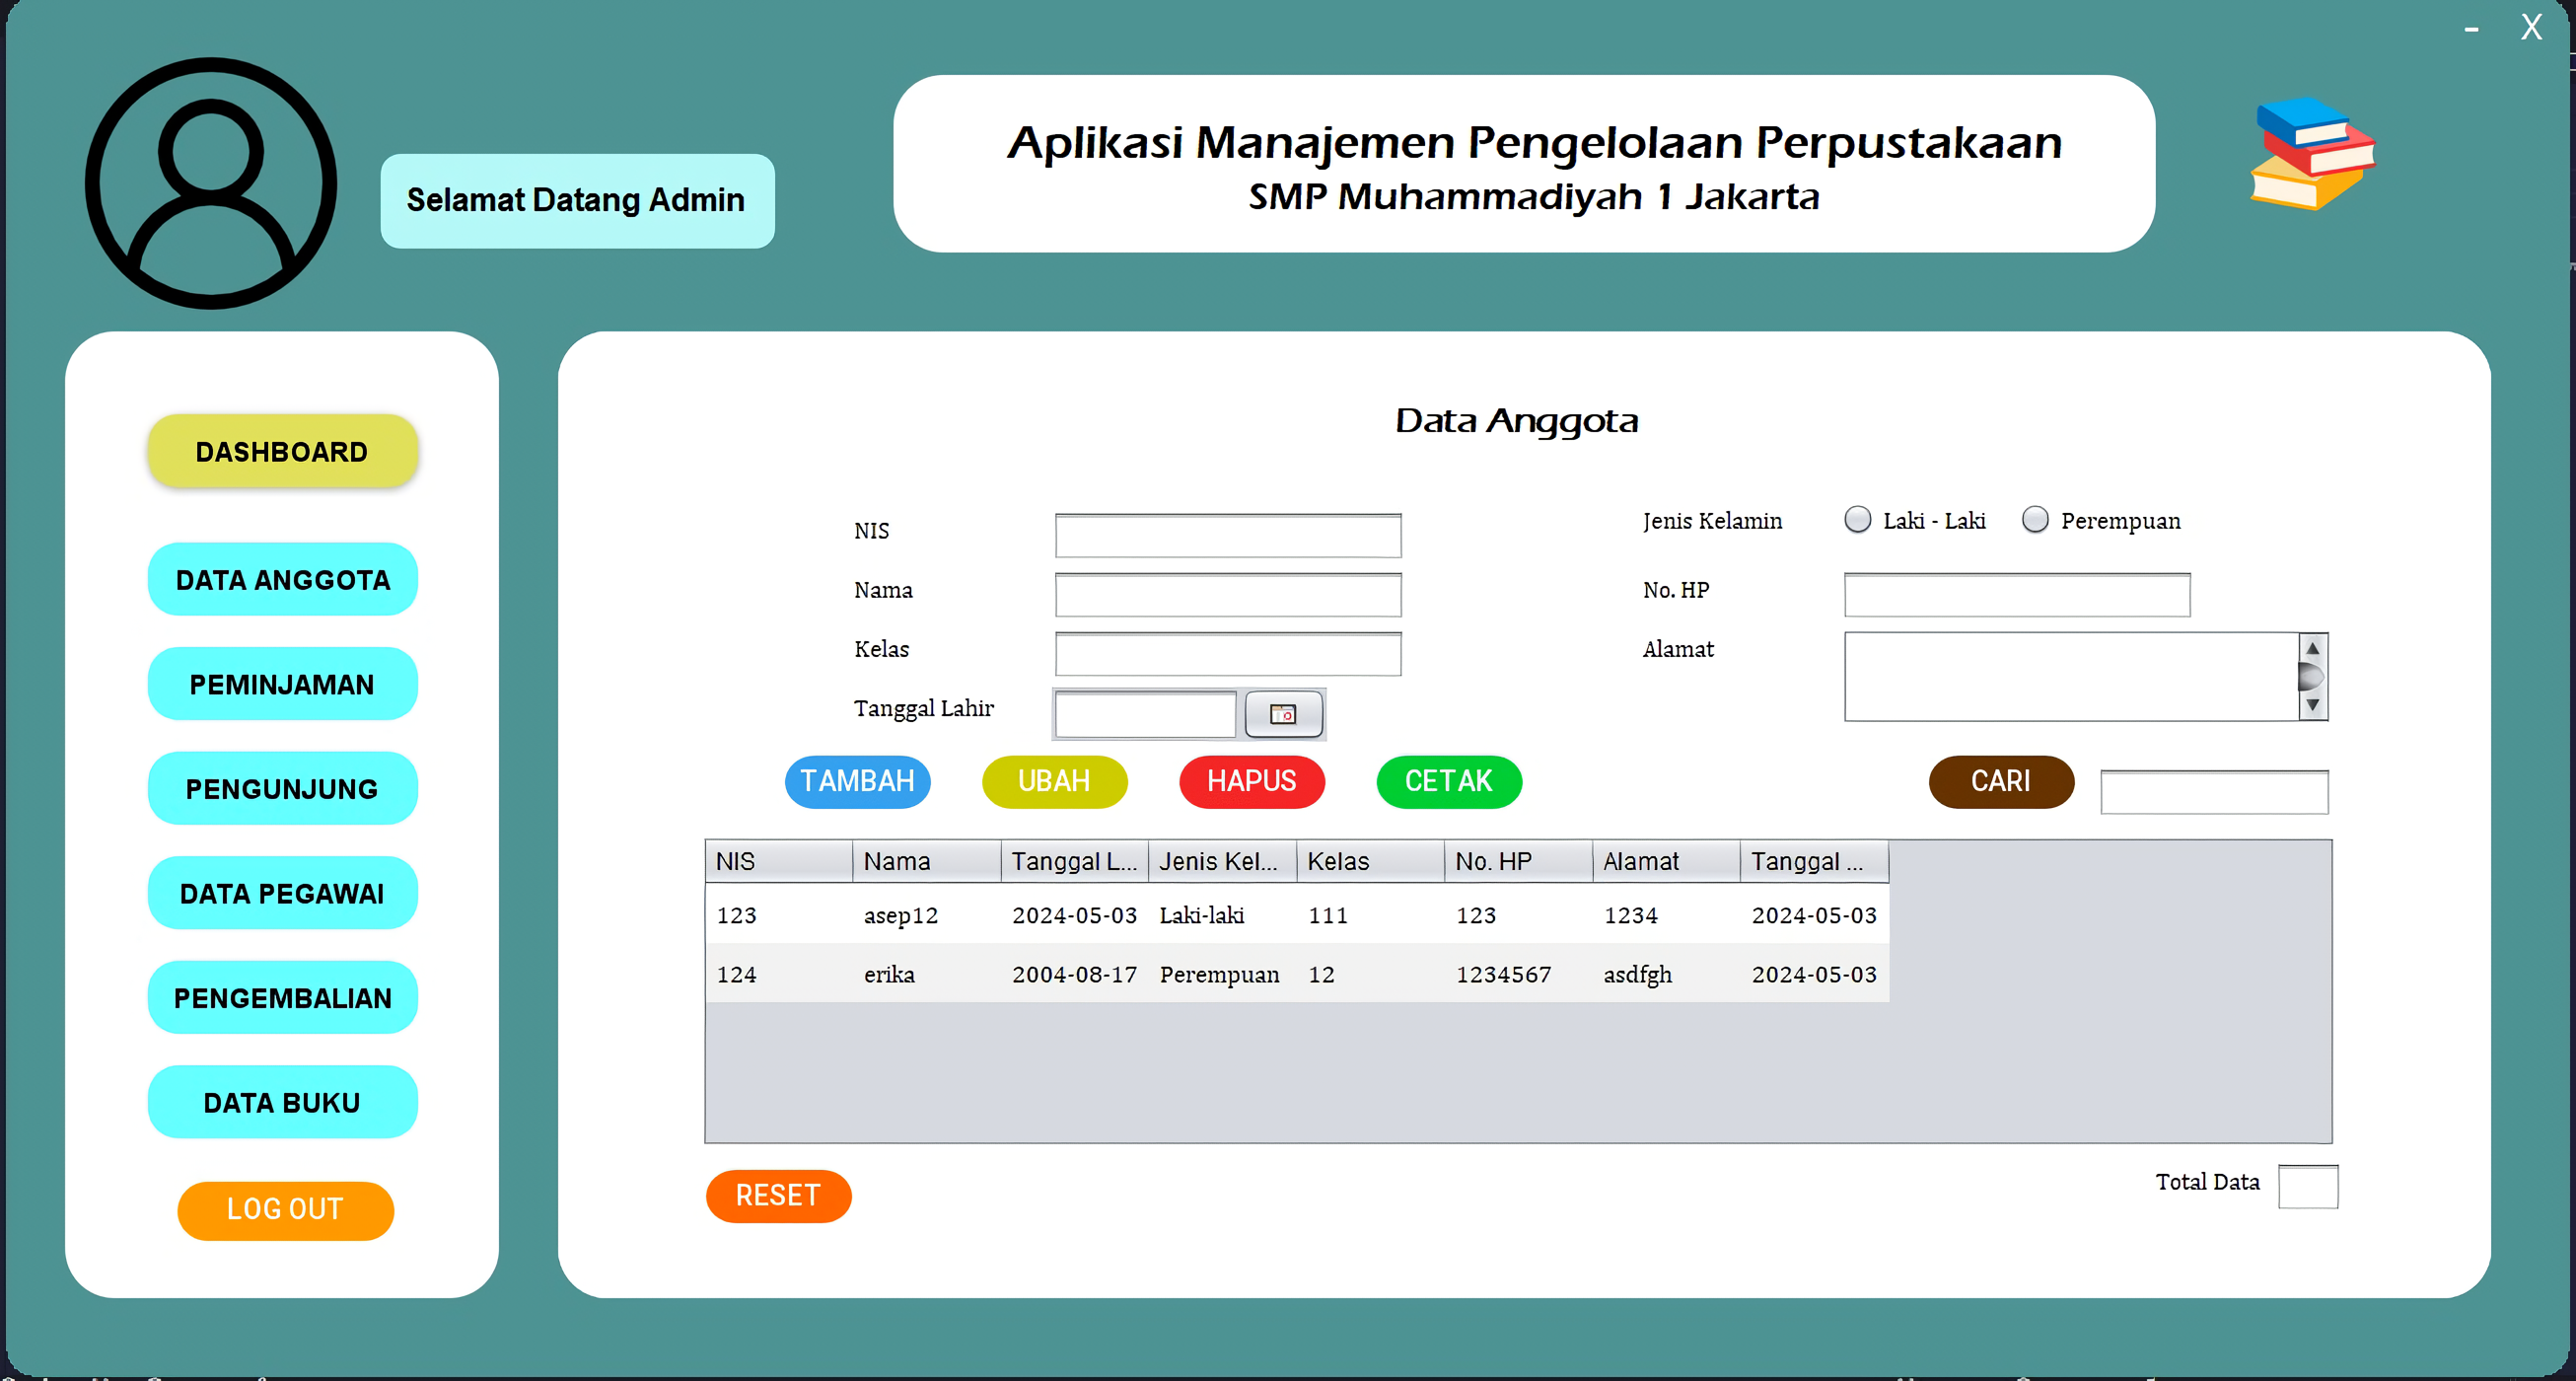 - X
Selamat Datang Admin
Aplikasi Manajemen Pengelolaan Perpustakaan
SMP Muhammadiyah 1 Jakarta
DASHBOARD
DATA ANGGOTA
PEMINJAMAN
PENGUNJUNG
DATA PEGAWAI
PENGEMBALIAN
DATA BUKU
LOG OUT
Data Anggota
NIS
Nama
Kelas
Tanggal Lahir
Jenis Kelamin Laki - Laki Perempuan
No. HP
Alamat
TAMBAH UBAH HAPUS CETAK CARI
NIS Nama Tanggal L... Jenis Kel... Kelas No. HP Alamat Tanggal ...
123 asep12 2024-05-03 Laki-laki 111 123 1234 2024-05-03
124 erika 2004-08-17 Perempuan 12 1234567 asdfgh 2024-05-03
RESET
Total Data